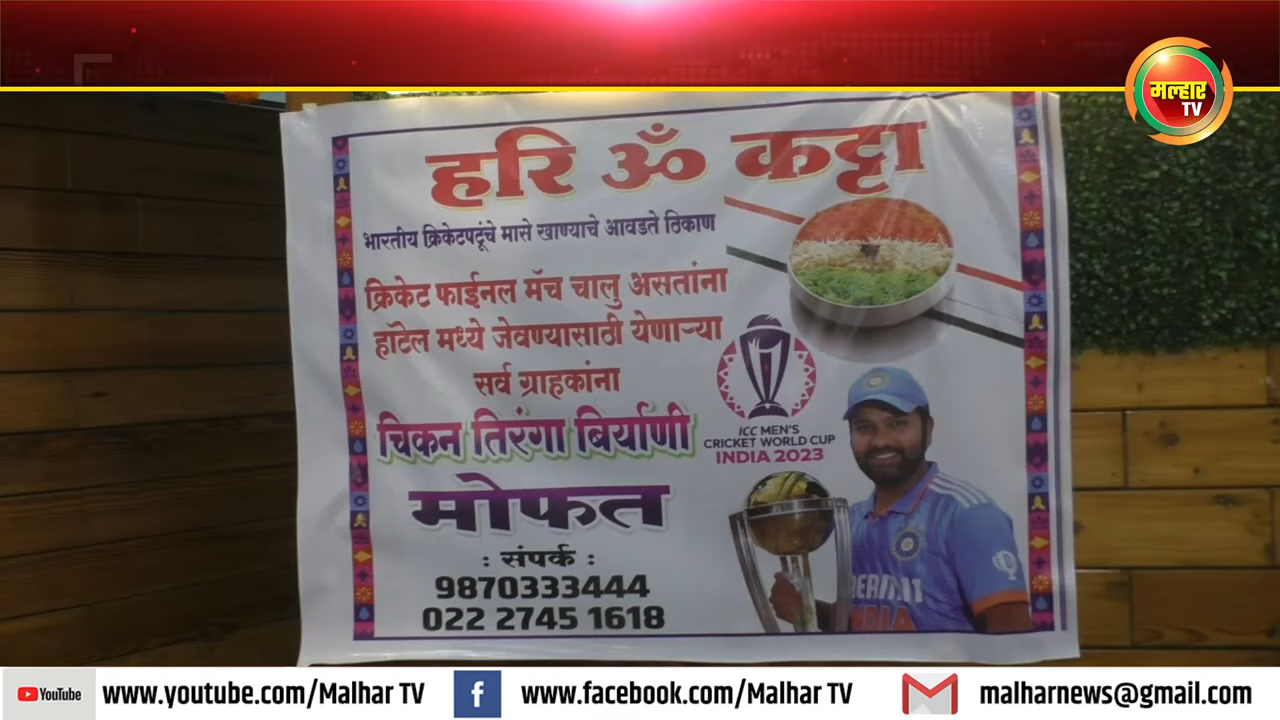 मल्हार
TV
हरि ॐ कट्टा
भारतीय क्रिकेटपटूंचे मासे खाण्याचे आवडते ठिकाण
क्रिकेट फाईनल मॅच चालु असतांना
हॉटेल मध्ये जेवण्यासाठी येणाऱ्या
सर्व ग्राहकांना
चिकन तिरंगा बिर्याणी
मोफत
: संपर्क :
9870333444
022 2745 1618
ICC MEN'S
CRICKET WORLD CUP
INDIA 2023
INDIA
YouTube
www.youtube.com/Malhar TV
www.facebook.com/Malhar TV
malharnews@gmail.com